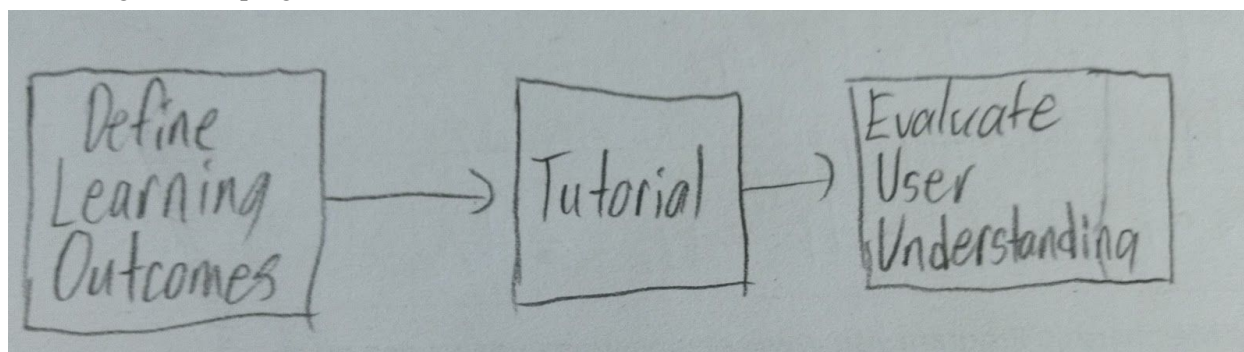 Define
Learning
Outcomes
Tutorial
Evaluate
User
Understanding